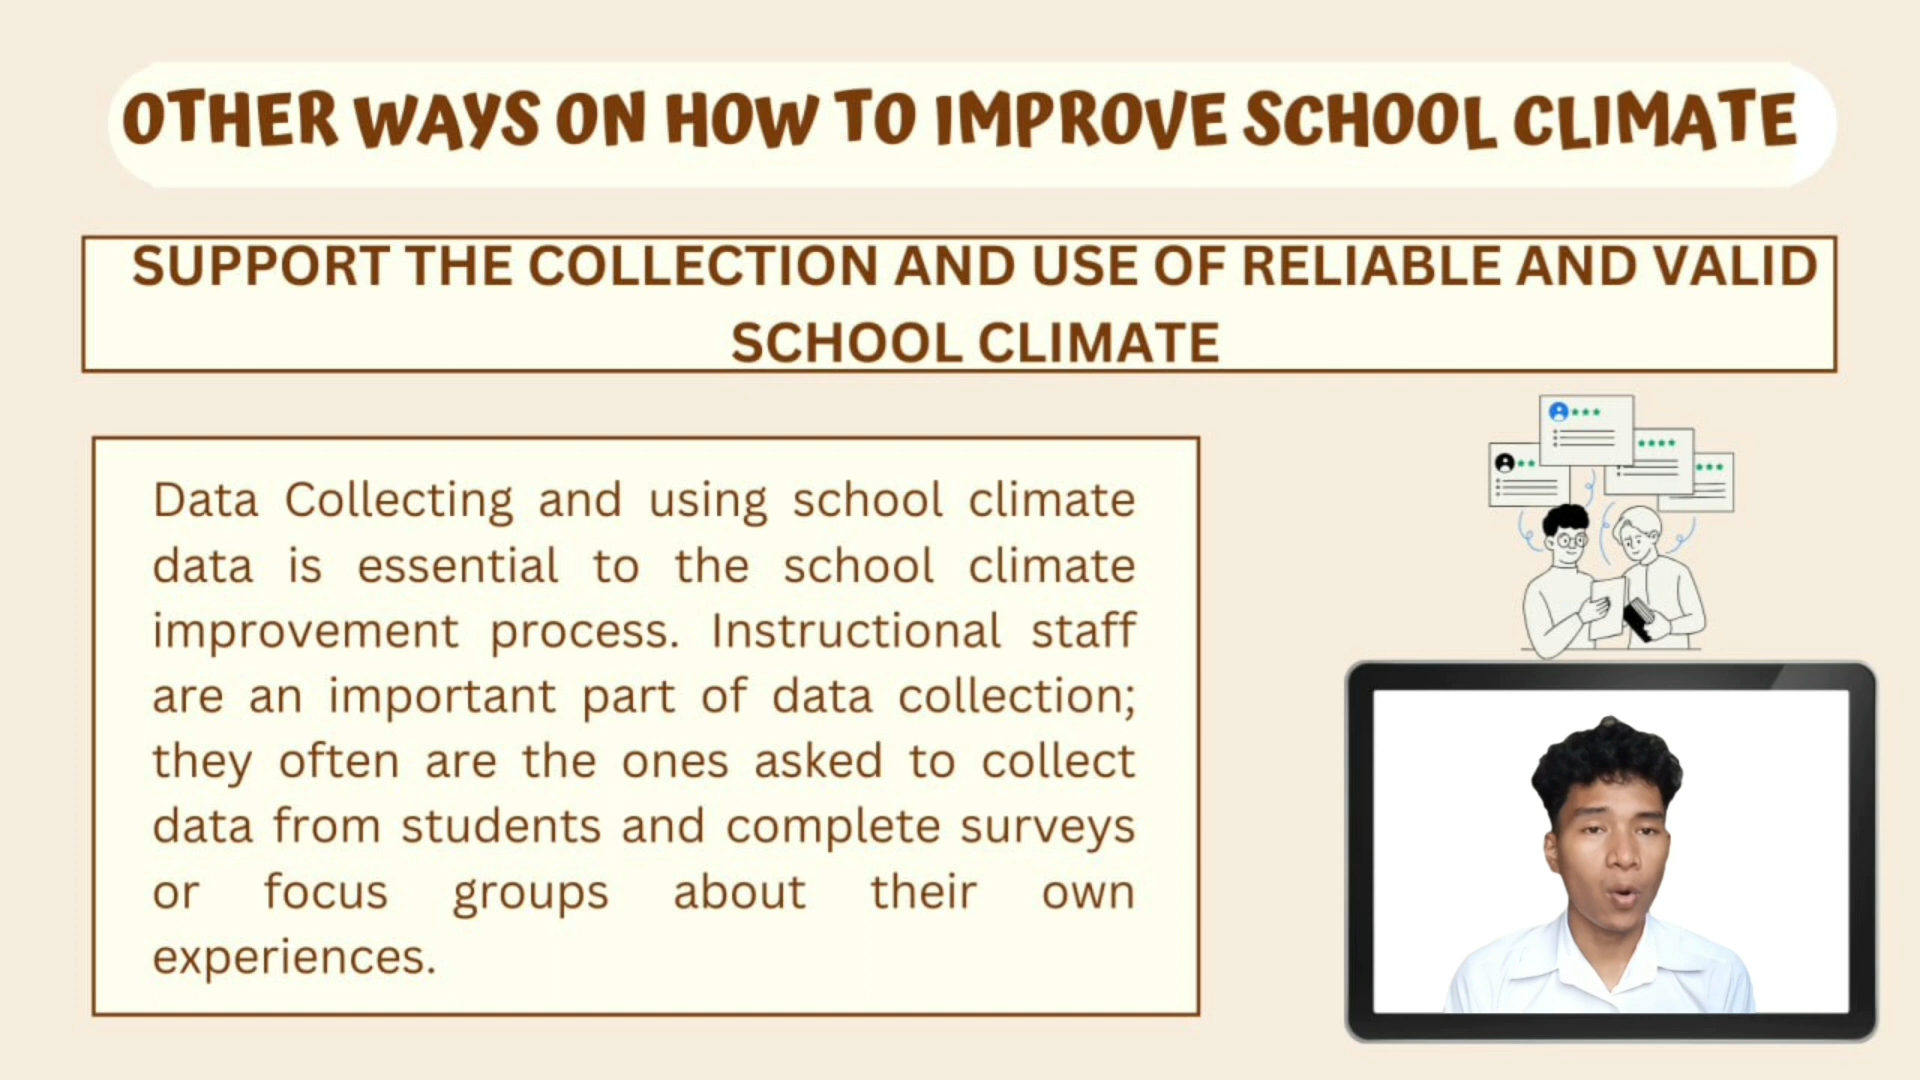 OTHER WAYS ON HOW TO IMPROVE SCHOOL CLIMATE
SUPPORT THE COLLECTION AND USE OF RELIABLE AND VALID
SCHOOL CLIMATE
Data Collecting and using school climate
data is essential to the school climate
improvement process. Instructional staff
are an important part of data collection;
they often are the ones asked to collect
data from students and complete surveys
or focus groups about their own
experiences.